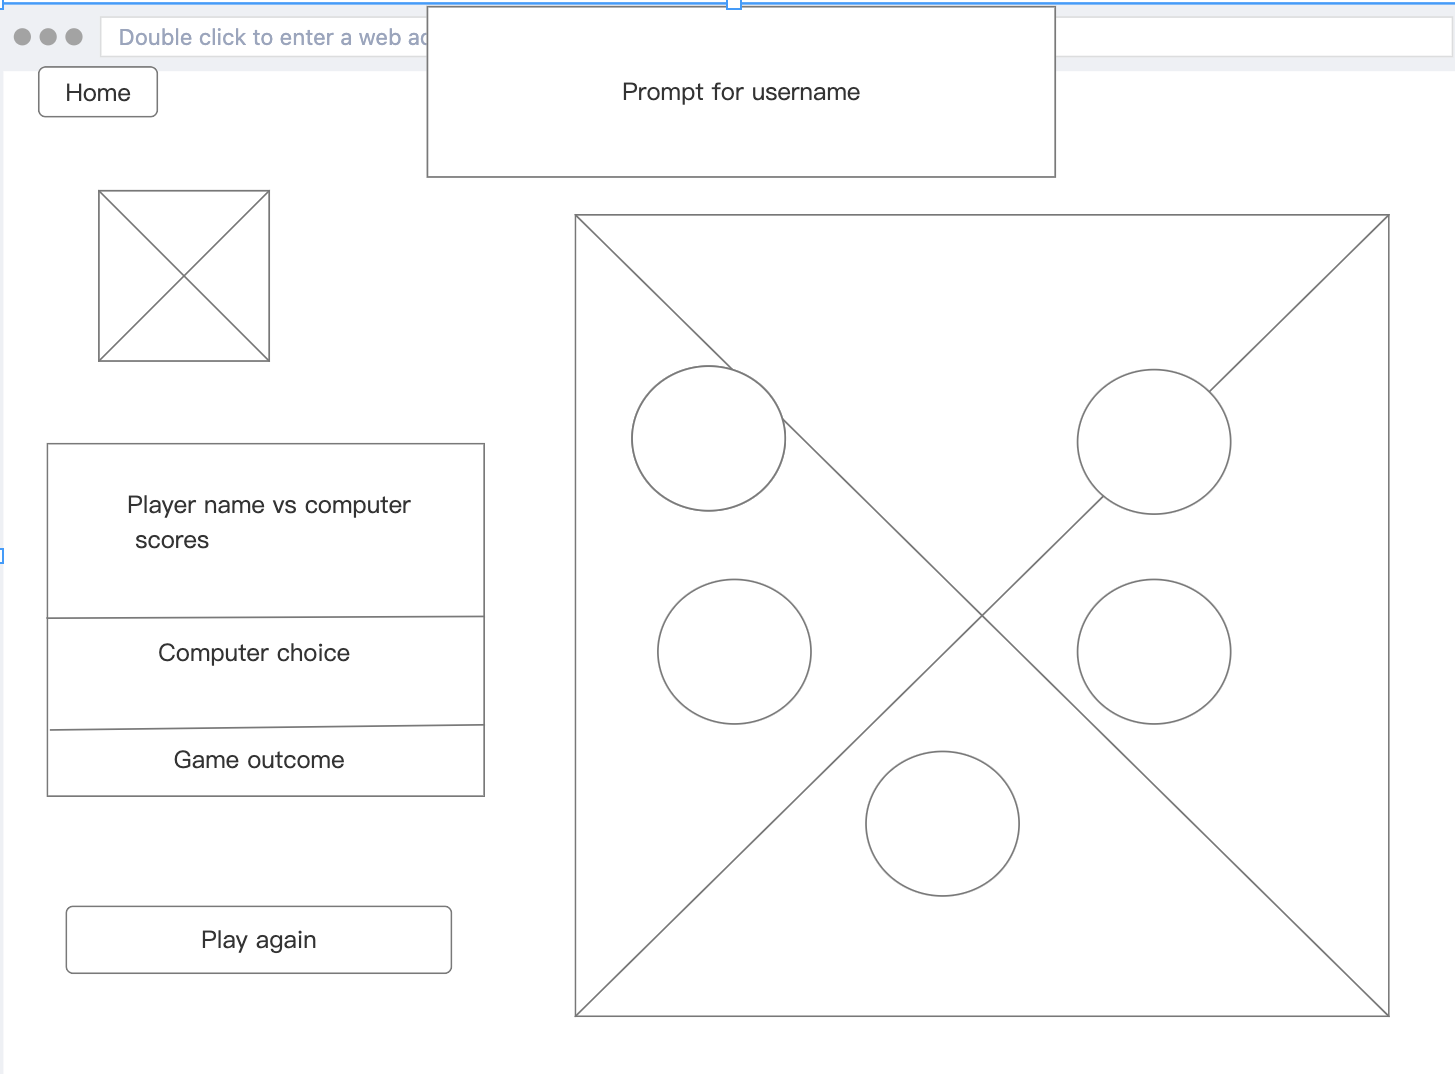 Double click to enter a web ad
Prompt for username
Home
Player name vs computer
scores
Computer choice
Game outcome
Play again